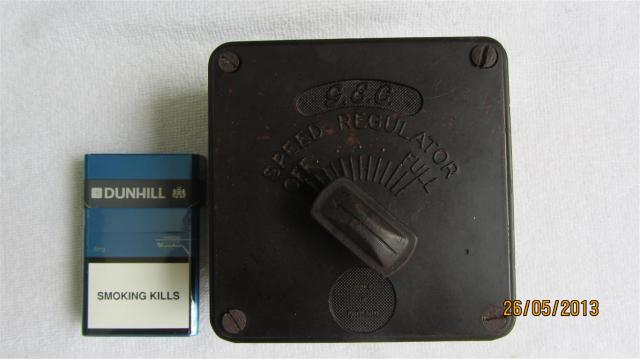 G.E.C.
SPEED REGULATOR
OFF FULL
DUNHILL
SMOKING KILLS
26/05/2013